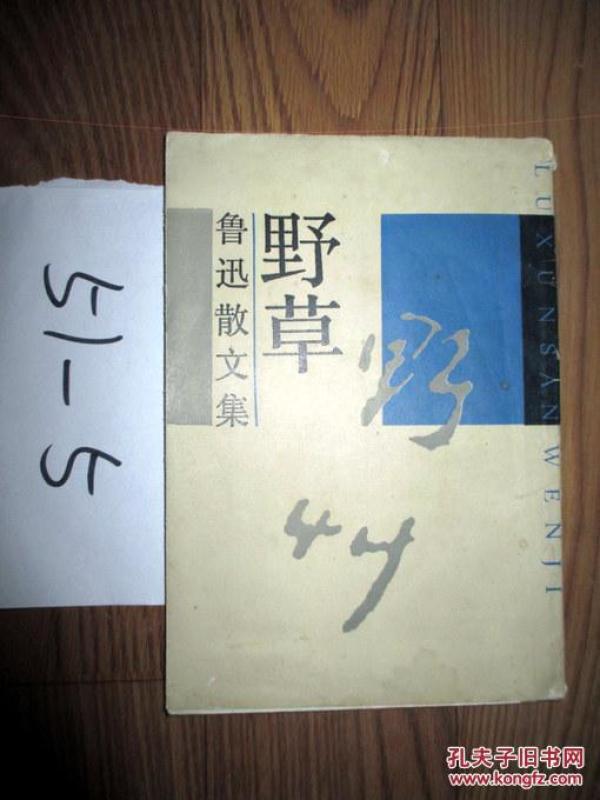 野草
鲁迅散文集
野
草
LUXUNSANWENJI
51-5
孔夫子旧书网
www.kongfz.com